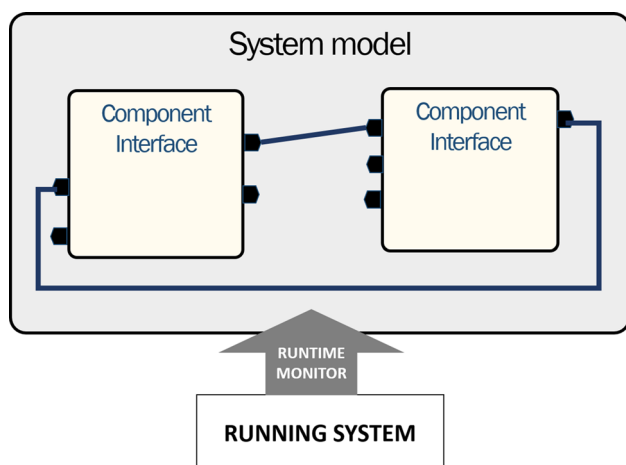 System model
Component
Interface
Component
Interface
RUNTIME
MONITOR
RUNNING SYSTEM